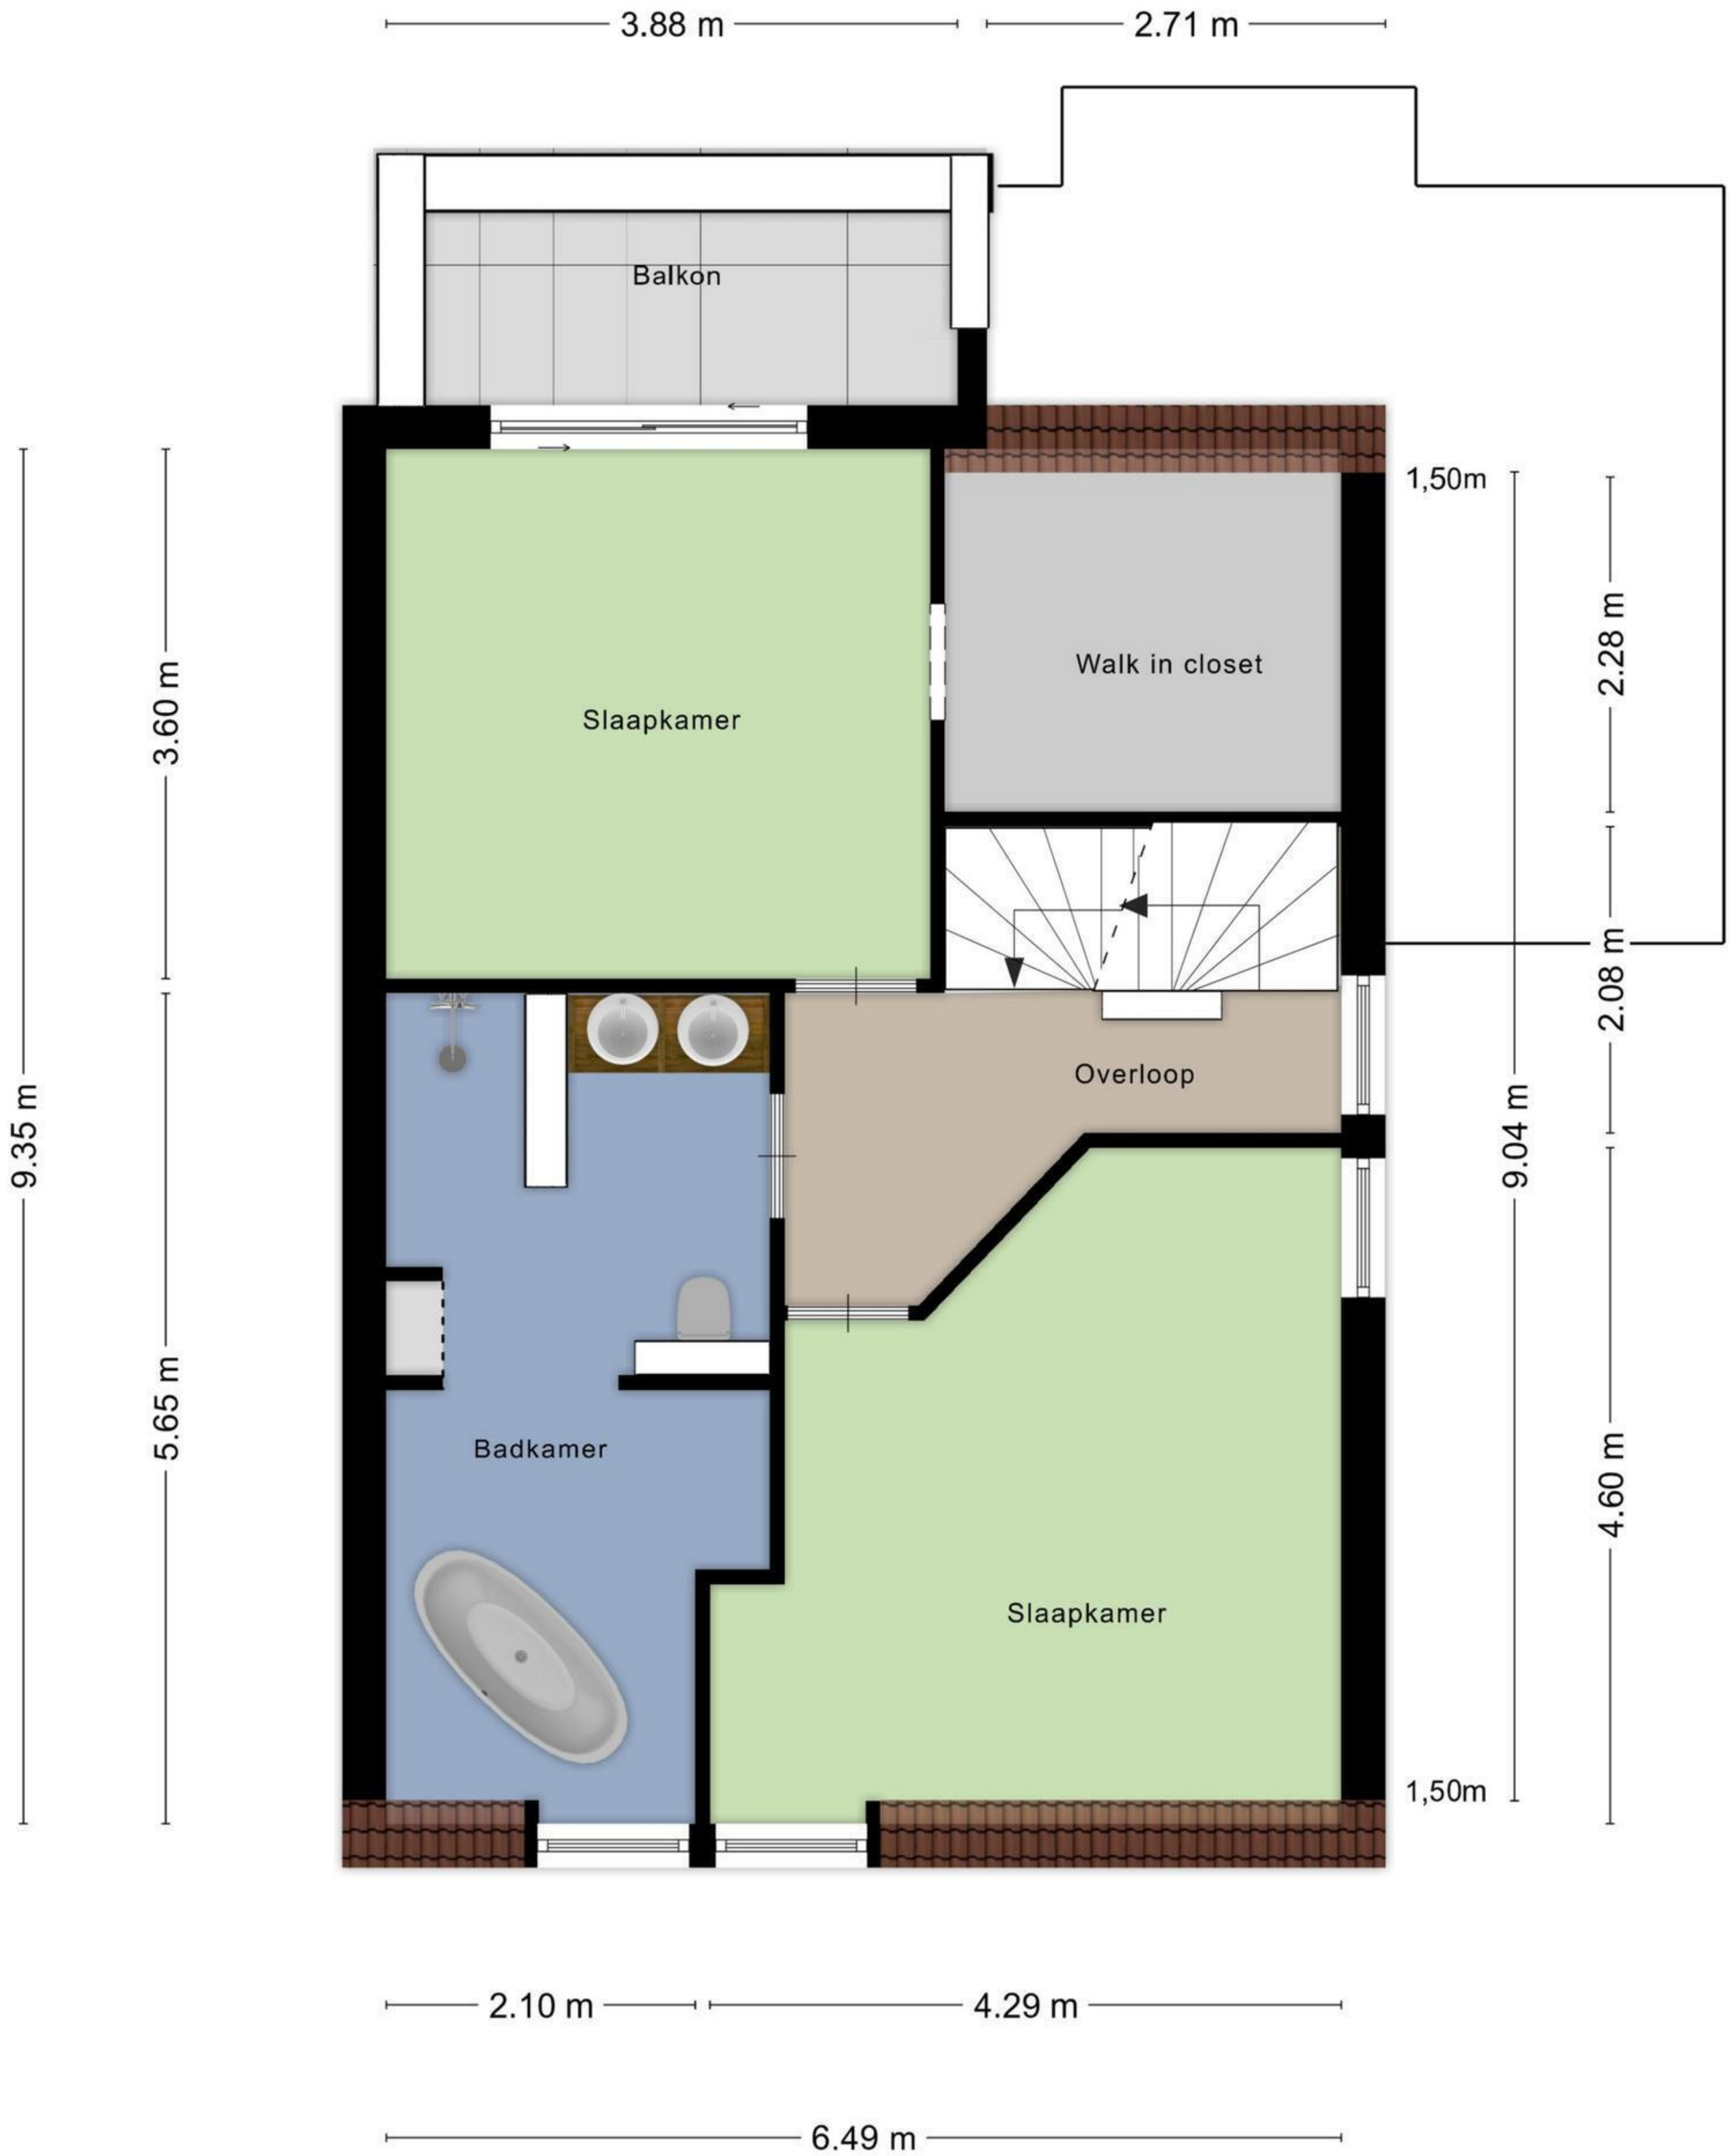 3.88 m
2.71 m
Balkon
1,50m
2.28 m
Walk in closet
3.60 m
Slaapkamer
2.08 m
Overloop
9.35 m
9.04 m
5.65 m
Badkamer
4.60 m
Slaapkamer
1,50m
2.10 m
4.29 m
6.49 m